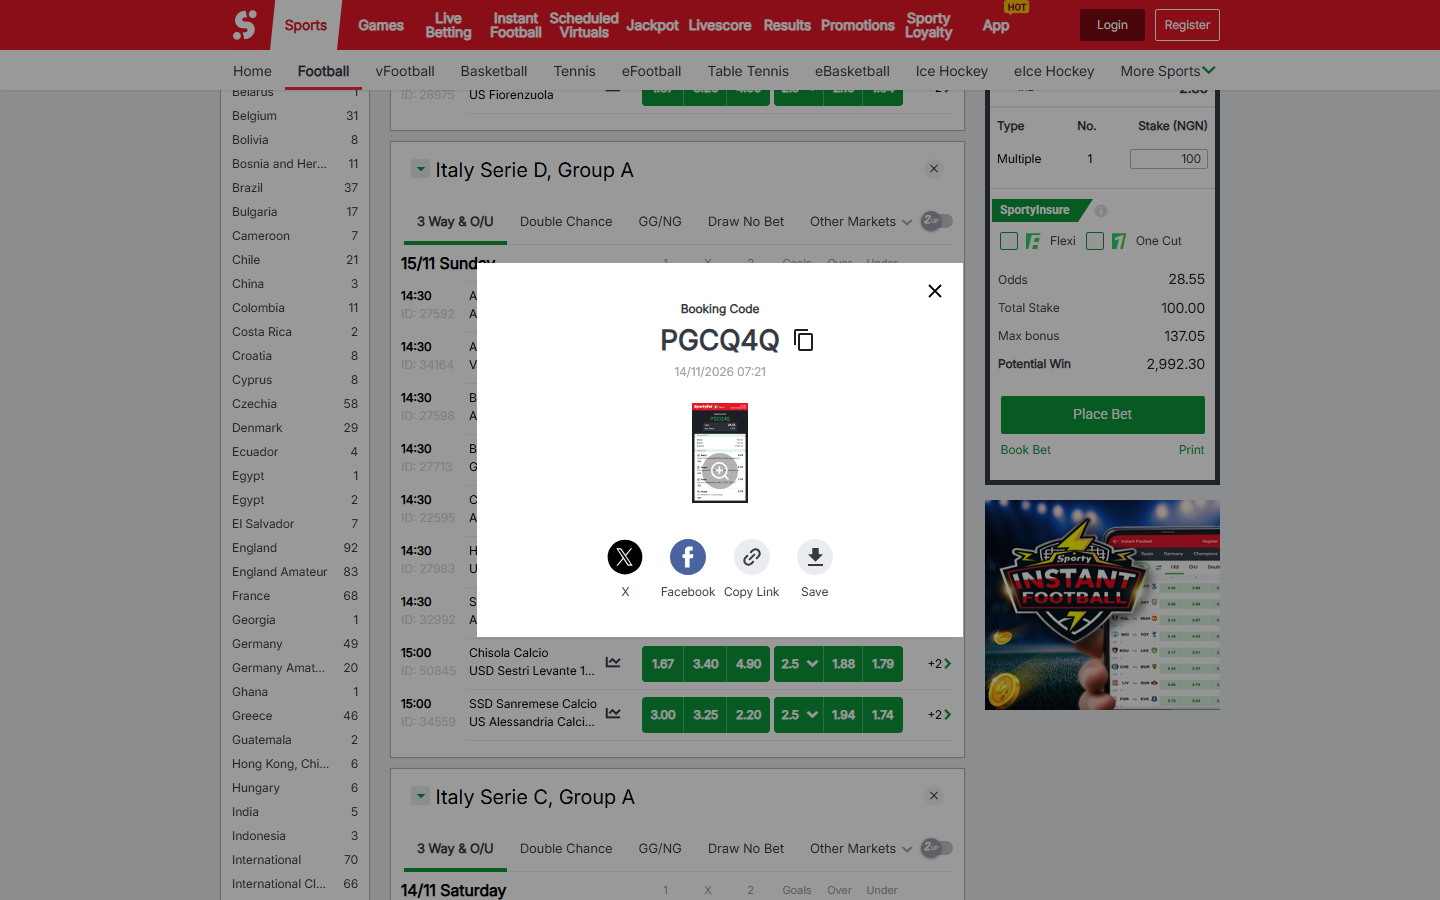 Sports
Games
Live Betting
Instant Football
Scheduled Virtuals
Jackpot
Livescore
Results
Promotions
Sporty Loyalty
App
HOT
Login
Register
Home
Football
vFootball
Basketball
Tennis
eFootball
Table Tennis
eBasketball
Ice Hockey
eIce Hockey
More Sports
Belarus 1
Belgium 31
Bolivia 8
Bosnia and Her... 11
Brazil 37
Bulgaria 17
Cameroon 7
Chile 21
China 3
Colombia 11
Costa Rica 2
Croatia 8
Cyprus 8
Czechia 58
Denmark 29
Ecuador 4
Egypt 1
Egypt 2
El Salvador 7
England 92
England Amateur 83
France 68
Georgia 1
Germany 49
Germany Amat... 20
Ghana 1
Greece 46
Guatemala 2
Hong Kong, Chi... 6
Hungary 6
India 5
Indonesia 3
International 70
International Cl... 66
ID: 28975 US Fiorenzuola
Italy Serie D, Group A
3 Way & O/U Double Chance GG/NG Draw No Bet Other Markets 2UP
15/11 Sunday 1 X 2 Goals Over Under
14:30 A
ID: 27592 A
14:30 A
ID: 34164 V
14:30 B
ID: 27598 A
14:30 B
ID: 27713 G
14:30 C
ID: 22595 A
14:30 H
ID: 27983 U
14:30 S
ID: 32992 A
15:00 Chisola Calcio
ID: 50845 USD Sestri Levante 1...
1.67 3.40 4.90 2.5 1.88 1.79 +2
15:00 SSD Sanremese Calcio
ID: 34559 US Alessandria Calci...
3.00 3.25 2.20 2.5 1.94 1.74 +2
Italy Serie C, Group A
3 Way & O/U Double Chance GG/NG Draw No Bet Other Markets 2UP
14/11 Saturday 1 X 2 Goals Over Under
Booking Code
PGCQ4Q
14/11/2026 07:21
X
Facebook
Copy Link
Save
Type No. Stake (NGN)
Multiple 1 100
SportyInsure
Flexi One Cut
Odds 28.55
Total Stake 100.00
Max bonus 137.05
Potential Win 2,992.30
Place Bet
Book Bet Print
Sporty
INSTANT
FOOTBALL